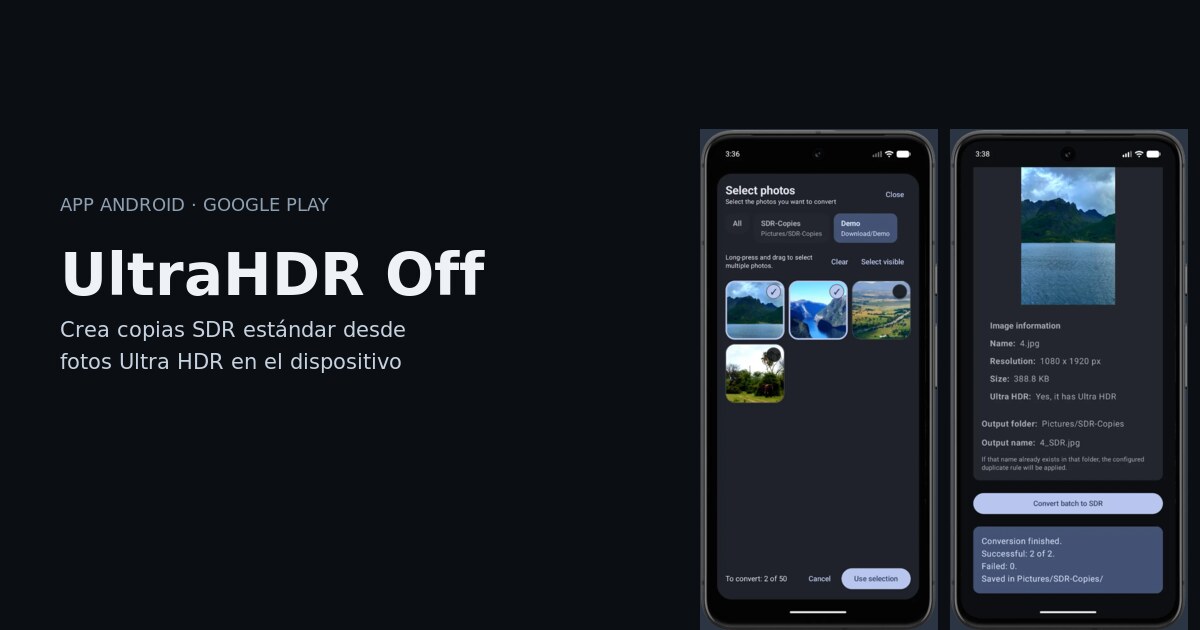 APP ANDROID · GOOGLE PLAY
UltraHDR Off
Crea copias SDR estándar desde
fotos Ultra HDR en el dispositivo
3:36
Select photos
Select the photos you want to convert
Close
All
SDR-Copies
Pictures/SDR-Copies
Demo
Download/Demo
Long-press and drag to select
multiple photos.
Clear
Select visible
To convert: 2 of 50
Cancel
Use selection
3:38
Image information
Name: 4.jpg
Resolution: 1080 x 1920 px
Size: 388.8 KB
Ultra HDR: Yes, it has Ultra HDR
Output folder: Pictures/SDR-Copies
Output name: 4_SDR.jpg
If that name already exists in that folder, the configured
duplicate rule will be applied.
Convert batch to SDR
Conversion finished.
Successful: 2 of 2.
Failed: 0.
Saved in Pictures/SDR-Copies/